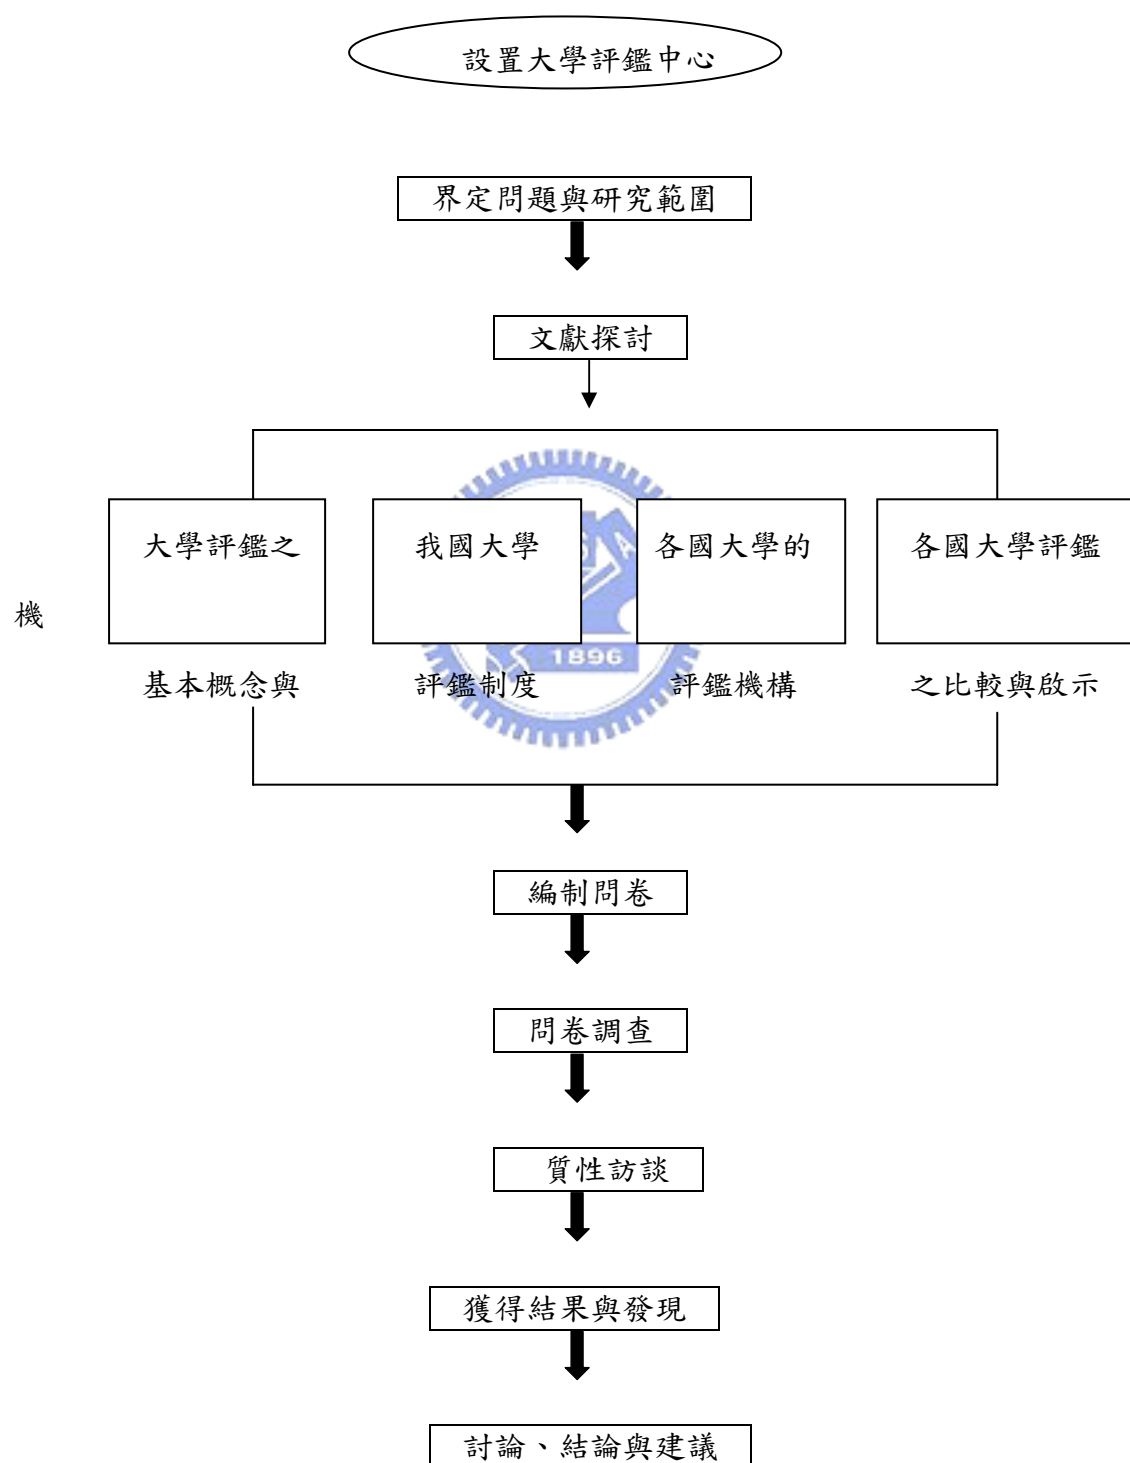 設置大學評鑑中心
界定問題與研究範圍
文獻探討
大學評鑑之 我國大學 各國大學的 各國大學評鑑
機
1896
基本概念與 評鑑制度 評鑑機構 之比較與啟示
編制問卷
問卷調查
質性訪談
獲得結果與發現
討論、結論與建議